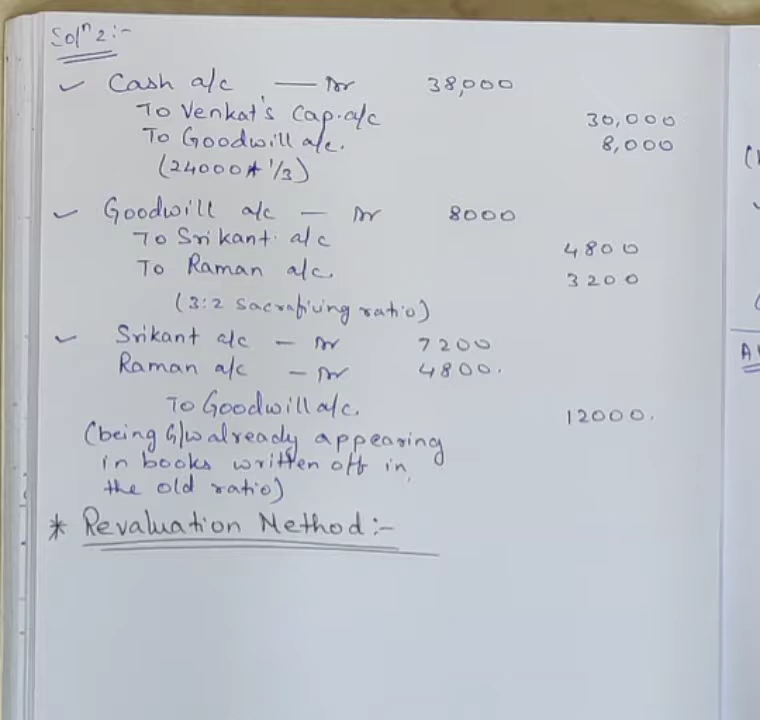 Solⁿ 2:-
✓ Cash a/c — Dr 38,000
To Venkat's Cap. a/c 30,000
To Goodwill a/c. 8,000
(24000 * 1/3)
✓ Goodwill a/c — Dr 8000
To Srikant a/c 4800
To Raman a/c. 3200
(3:2 sacrafiving ratio)
✓ Srikant a/c — Dr 7200
Raman a/c — Dr 4800.
To Goodwill a/c. 12000.
(being G/w already appearing
in books written off in
the old ratio)
* Revaluation Method:-